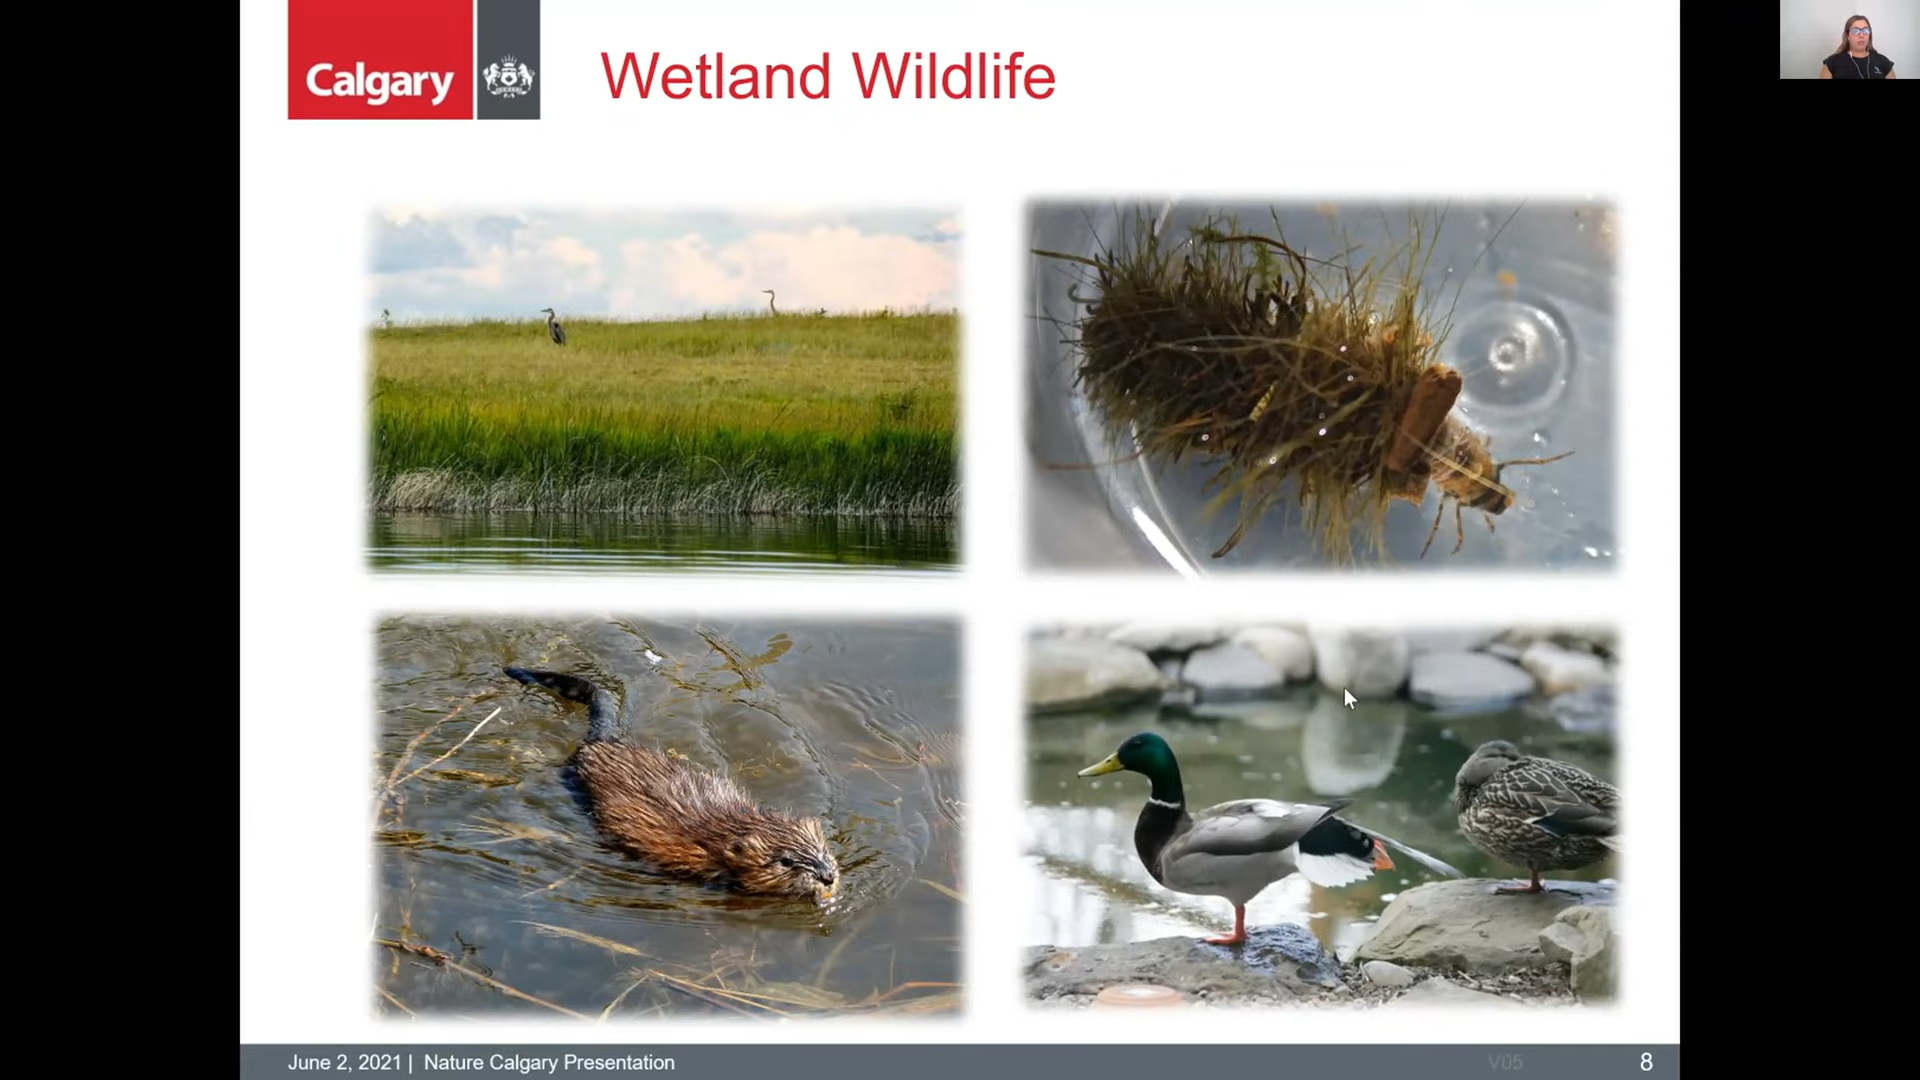 Calgary
Wetland Wildlife
June 2, 2021 | Nature Calgary Presentation
V05
8